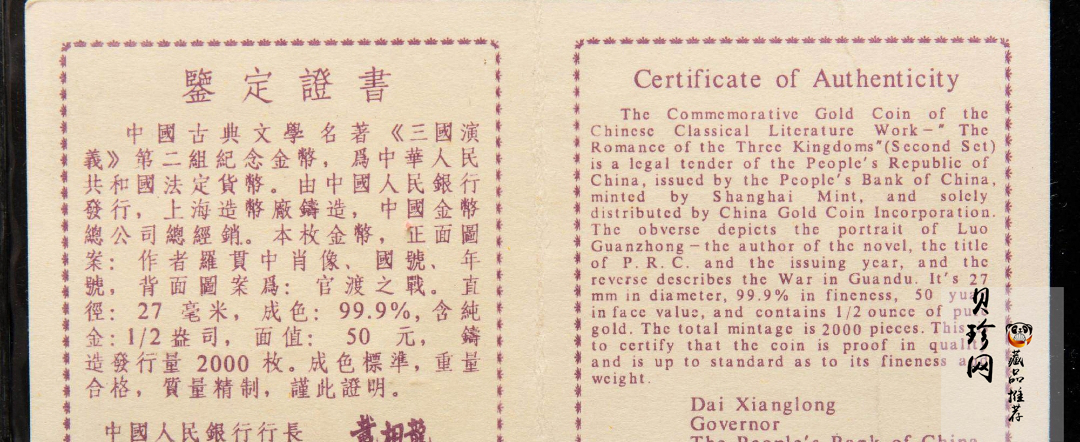 鑒定證書
中國古典文學名著《三國演
義》第二組紀念金幣，爲中華人民
共和國法定貨幣。由中國人民銀行
發行，上海造幣廠鑄造，中國金幣
總公司總經銷。本枚金幣，正面圖
案：作者羅貫中肖像、國號、年
號，背面圖案爲：官渡之戰。直
徑：27 毫米，成色：99.9%，含純
金：1/2 盎司，面值：50 元，鑄
造發行量 2000 枚。成色標準，重量
合格，質量精制，謹此證明。
中國人民銀行行長
Certificate of Authenticity
The Commemorative Gold Coin of the
Chinese Classical Literature Work—" The
Romance of the Three Kingdoms"(Second Set)
is a legal tender of the People's Republic of
China, issued by the People's Bank of China,
minted by Shanghai Mint, and solely
distributed by China Gold Coin Incorporation.
The obverse depicts the portrait of Luo
Guanzhong—the author of the novel, the title
of P.R.C. and the issuing year, and the
reverse describes the War in Guandu. It's 27
mm in diameter, 99.9% in fineness, 50 yuan
in face value, and contains 1/2 ounce of pure
gold. The total mintage is 2000 pieces. This is
to certify that the coin is proof in quality
and is up to standard as to its fineness and
weight.
Dai Xianglong
Governor
The People's Bank of China
贝珍网
藏品推荐